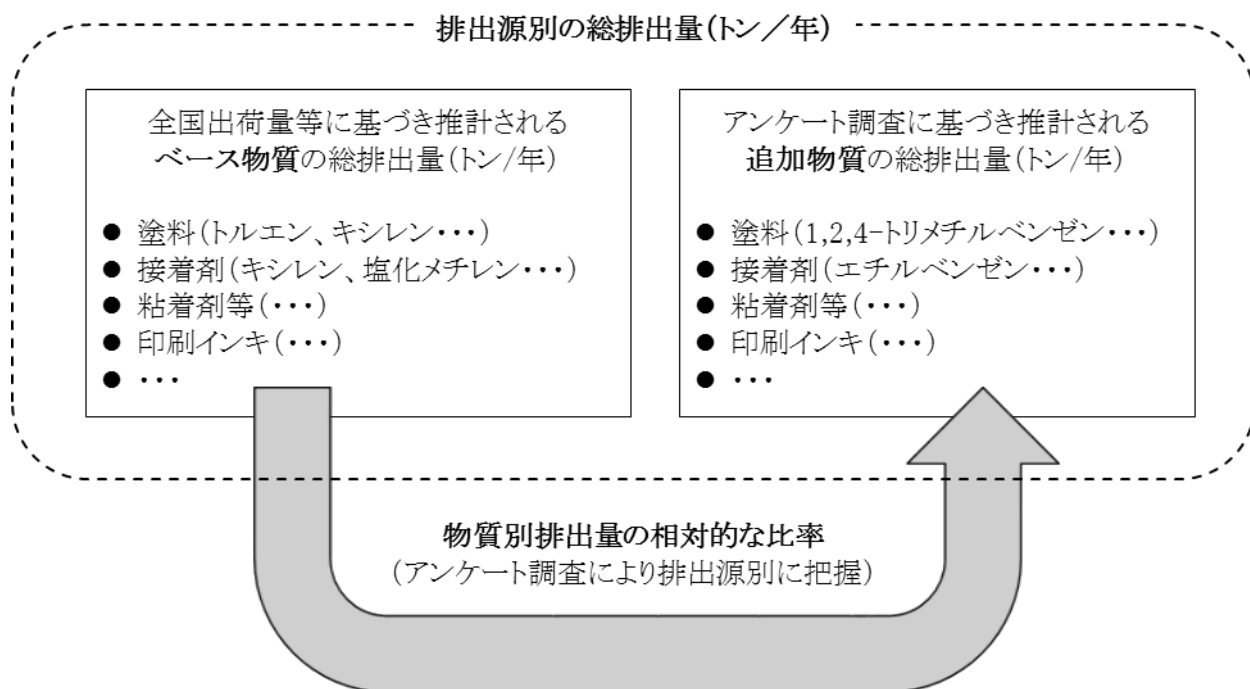 排出源別の総排出量(トン／年)
全国出荷量等に基づき推計される
ベース物質の総排出量(トン/年)
● 塗料(トルエン、キシレン・・・)
● 接着剤(キシレン、塩化メチレン・・・)
● 粘着剤等(・・・)
● 印刷インキ(・・・)
● ・・・
アンケート調査に基づき推計される
追加物質の総排出量(トン/年)
● 塗料(1,2,4-トリメチルベンゼン・・・)
● 接着剤(エチルベンゼン・・・)
● 粘着剤等(・・・)
● 印刷インキ(・・・)
● ・・・
物質別排出量の相対的な比率
(アンケート調査により排出源別に把握)